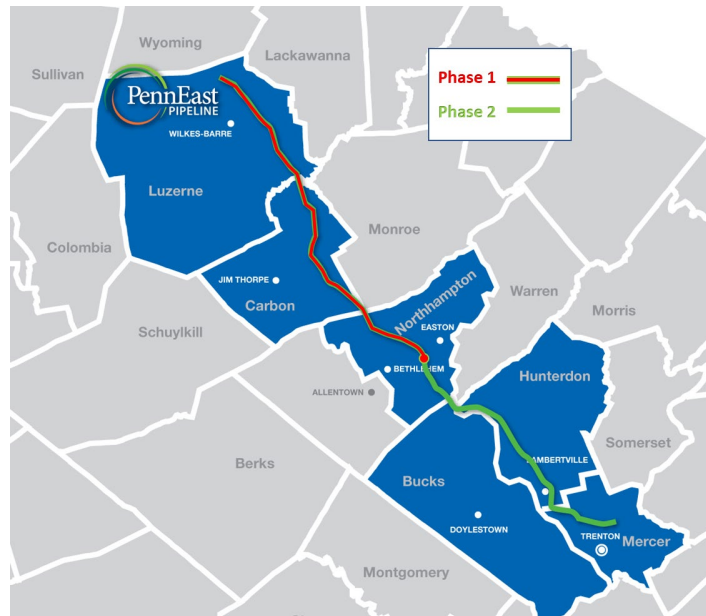 Wyoming
Lackawanna
Sullivan
Phase 1
Phase 2
PennEast
PIPELINE
WILKES-BARRE
Luzerne
Colombia
Monroe
JIM THORPE
Carbon
Northhampton
Warren
Morris
Schuylkill
EASTON
BETHLEHEM
ALLENTOWN
Hunterdon
Somerset
Berks
LAMBERTVILLE
Bucks
DOYLESTOWN
TRENTON
Mercer
Montgomery